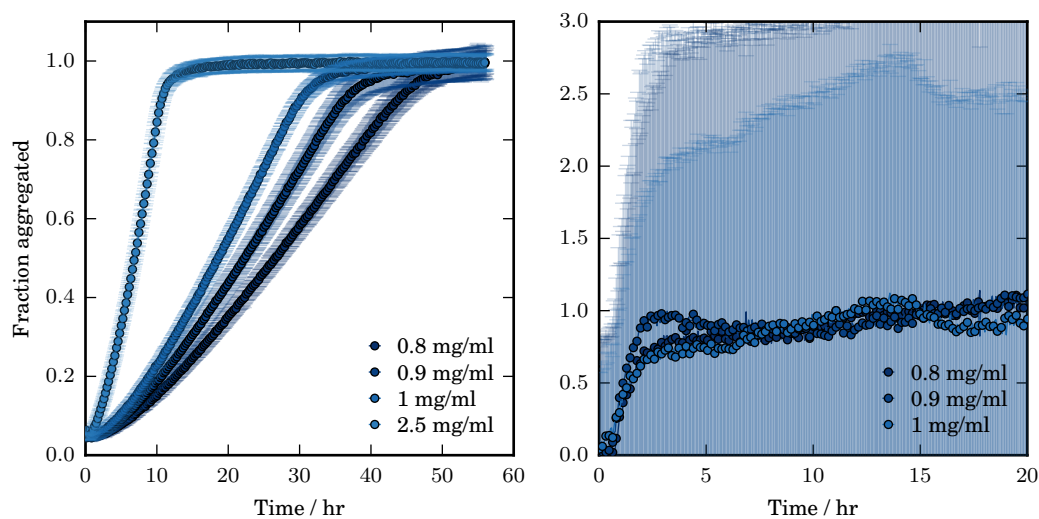 Fraction aggregated
1.0
0.8
0.6
0.4
0.2
0.0
0.8 mg/ml
0.9 mg/ml
1 mg/ml
2.5 mg/ml
0 10 20 30 40 50 60
Time / hr
3.0
2.5
2.0
1.5
1.0
0.5
0.0
0.8 mg/ml
0.9 mg/ml
1 mg/ml
0 5 10 15 20
Time / hr